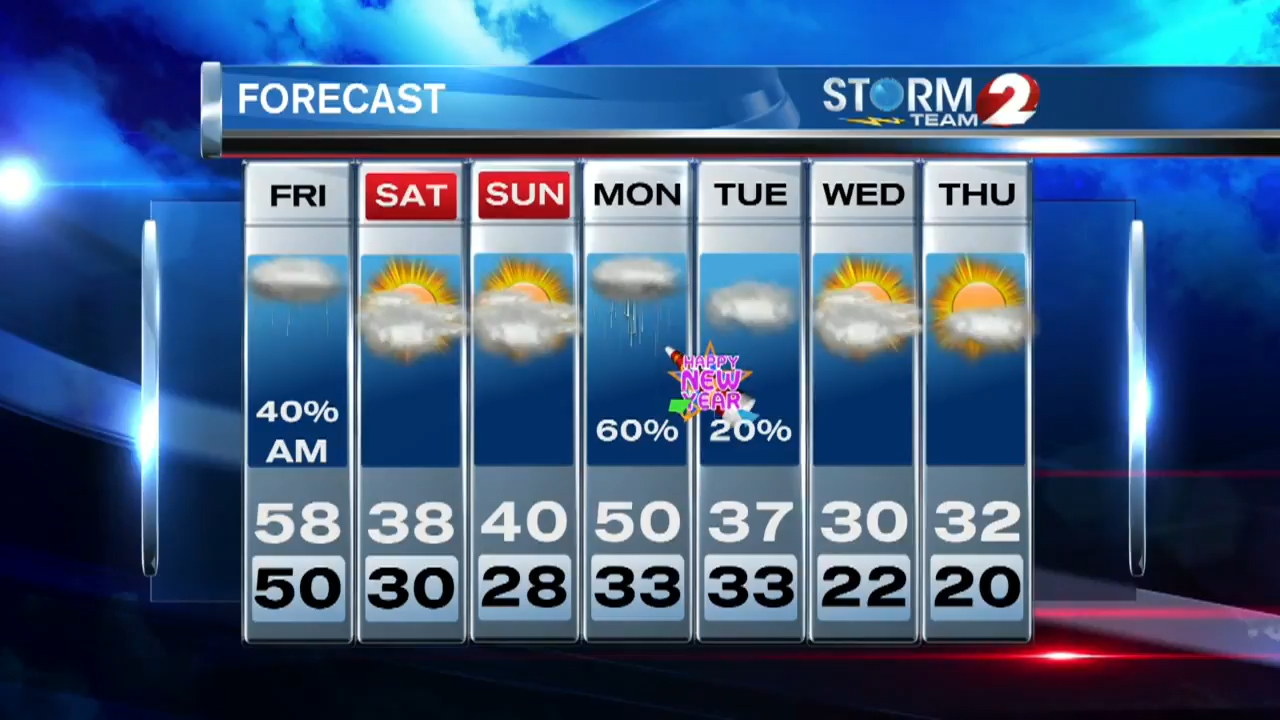 FORECAST
STORM
TEAM 2
FRI SAT SUN MON TUE WED THU
HAPPY
NEW
YEAR
40%
AM
60% 20%
58 38 40 50 37 30 32
50 30 28 33 33 22 20